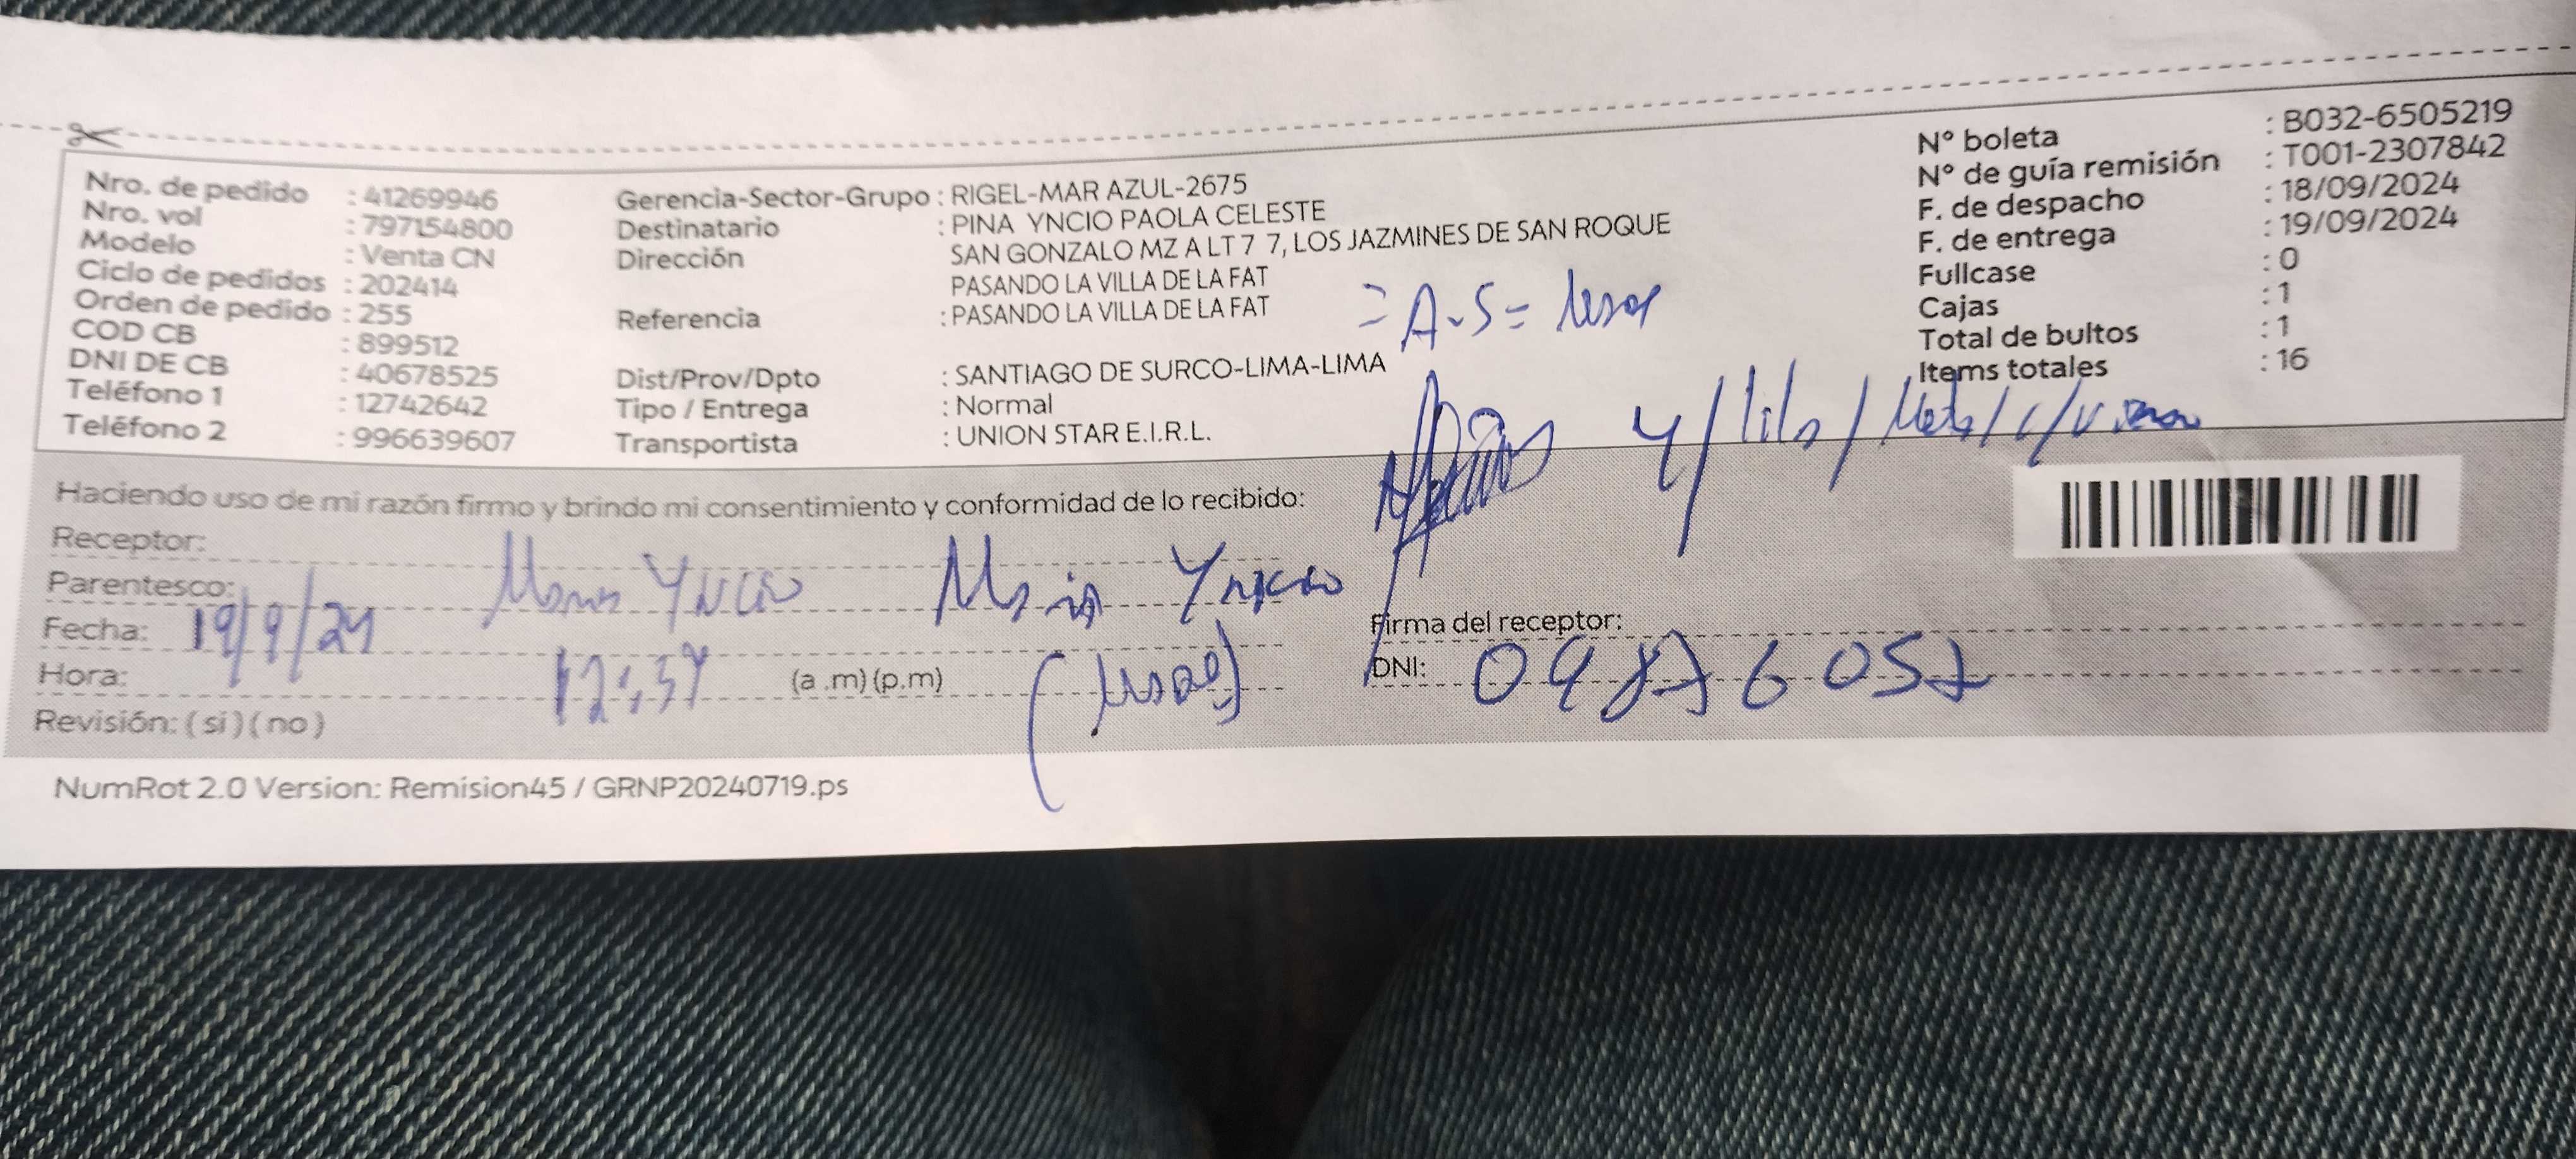 Nro. de pedido : 41269946
Nro. vol : 797154800
Modelo : Venta CN
Ciclo de pedidos : 202414
Orden de pedido : 255
COD CB : 899512
DNI DE CB : 40678525
Teléfono 1 : 12742642
Teléfono 2 : 996639607
Gerencia-Sector-Grupo : RIGEL-MAR AZUL-2675
Destinatario : PINA YNCIO PAOLA CELESTE
Dirección SAN GONZALO MZ A LT 7 7, LOS JAZMINES DE SAN ROQUE
PASANDO LA VILLA DE LA FAT
Referencia : PASANDO LA VILLA DE LA FAT
= A-S =
Dist/Prov/Dpto : SANTIAGO DE SURCO-LIMA-LIMA
Tipo / Entrega : Normal
Transportista : UNION STAR E.I.R.L.
N° boleta : B032-6505219
N° de guía remisión : T001-2307842
F. de despacho : 18/09/2024
F. de entrega : 19/09/2024
Fullcase : 0
Cajas : 1
Total de bultos : 1
Items totales : 16
Haciendo uso de mi razón firmo y brindo mi consentimiento y conformidad de lo recibido:
Receptor:
Parentesco: Yncio Yncio
Fecha: 19/9/24
Firma del receptor:
Hora: 12:57 (a .m) (p.m)
DNI:
Revisión: ( si ) ( no )
NumRot 2.0 Version: Remision45 / GRNP20240719.ps